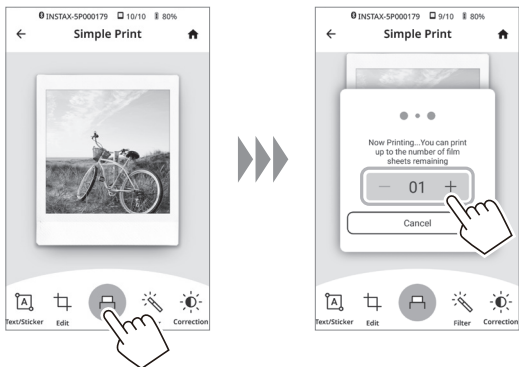 INSTAX-5P000179 10/10 80%
Simple Print
A
Text/Sticker Edit Correction
INSTAX-5P000179 9/10 80%
Simple Print
Now Printing...You can print
up to the number of film
sheets remaining
— 01 +
Cancel
A
Text/Sticker Edit Filter Correction